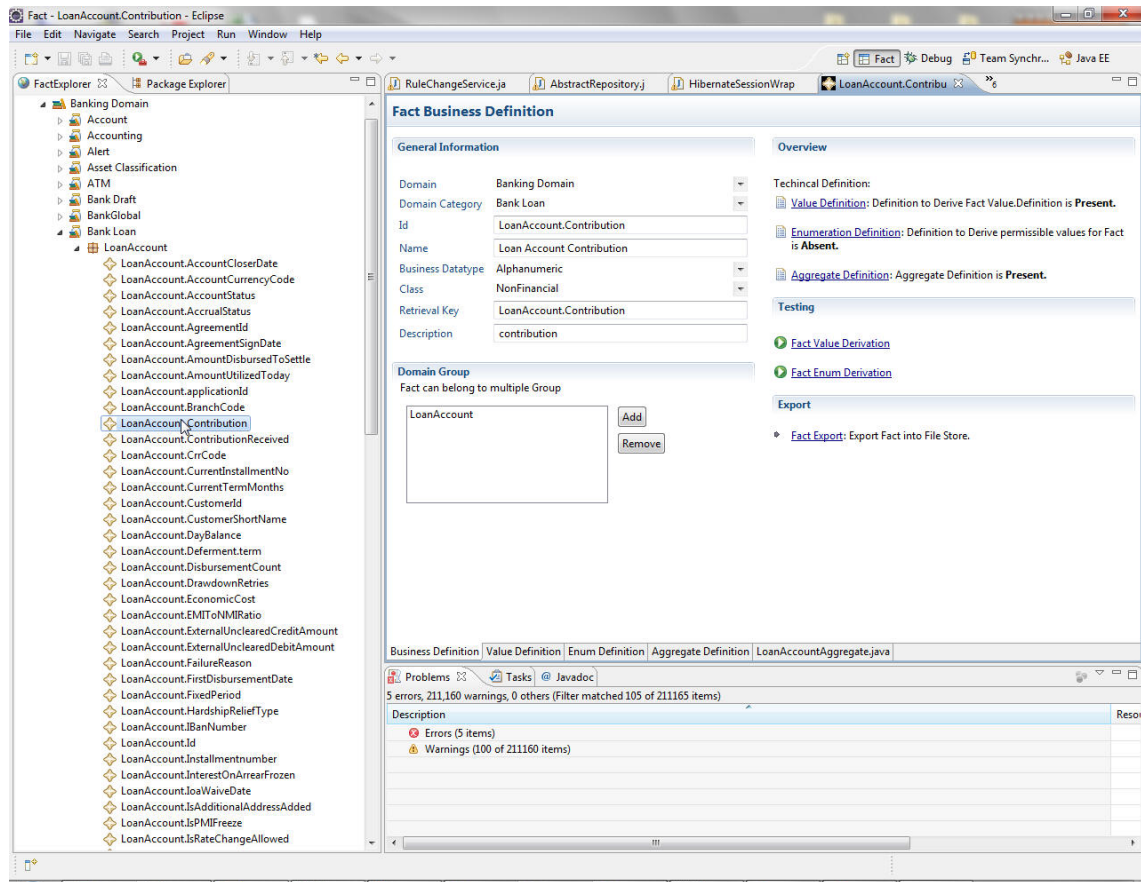 Fact - LoanAccount.Contribution - Eclipse
File Edit Navigate Search Project Run Window Help
Fact Debug Team Synchr... Java EE
FactExplorer Package Explorer
Banking Domain
Account
Accounting
Alert
Asset Classification
ATM
Bank Draft
BankGlobal
Bank Loan
LoanAccount
LoanAccount.AccountCloserDate
LoanAccount.AccountCurrencyCode
LoanAccount.AccountStatus
LoanAccount.AccrualStatus
LoanAccount.AgreementId
LoanAccount.AgreementSignDate
LoanAccount.AmountDisbursedToSettle
LoanAccount.AmountUtilizedToday
LoanAccount.applicationId
LoanAccount.BranchCode
LoanAccount.Contribution
LoanAccount.ContributionReceived
LoanAccount.CrrCode
LoanAccount.CurrentInstallmentNo
LoanAccount.CurrentTermMonths
LoanAccount.CustomerId
LoanAccount.CustomerShortName
LoanAccount.DayBalance
LoanAccount.Deferment.term
LoanAccount.DisbursementCount
LoanAccount.DrawdownRetries
LoanAccount.EconomicCost
LoanAccount.EMIToNMIRatio
LoanAccount.ExternalUnclearedCreditAmount
LoanAccount.ExternalUnclearedDebitAmount
LoanAccount.FailureReason
LoanAccount.FirstDisbursementDate
LoanAccount.FixedPeriod
LoanAccount.HardshipReliefType
LoanAccount.IBanNumber
LoanAccount.Id
LoanAccount.Installmentnumber
LoanAccount.InterestOnArrearFrozen
LoanAccount.IoaWaiveDate
LoanAccount.IsAdditionalAddressAdded
LoanAccount.IsPMIFreeze
LoanAccount.IsRateChangeAllowed
RuleChangeService.ja AbstractRepository.j HibernateSessionWrap LoanAccount.Contribu »6
Fact Business Definition
General Information
Domain Banking Domain
Domain Category Bank Loan
Id LoanAccount.Contribution
Name Loan Account Contribution
Business Datatype Alphanumeric
Class NonFinancial
Retrieval Key LoanAccount.Contribution
Description contribution
Domain Group
Fact can belong to multiple Group
LoanAccount
Add
Remove
Overview
Techincal Definition:
Value Definition: Definition to Derive Fact Value.Definition is Present.
Enumeration Definition: Definition to Derive permissible values for Fact
is Absent.
Aggregate Definition: Aggregate Definition is Present.
Testing
Fact Value Derivation
Fact Enum Derivation
Export
Fact Export: Export Fact into File Store.
Business Definition Value Definition Enum Definition Aggregate Definition LoanAccountAggregate.java
Problems Tasks @ Javadoc
5 errors, 211,160 warnings, 0 others (Filter matched 105 of 211165 items)
Description Resou
Errors (5 items)
Warnings (100 of 211160 items)